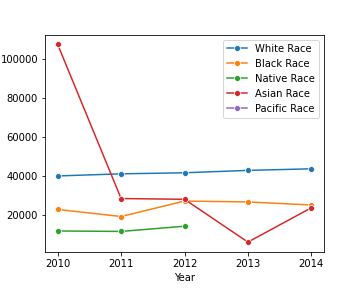 White Race
Black Race
Native Race
Asian Race
Pacific Race
100000
80000
60000
40000
20000
2010 2011 2012 2013 2014
Year